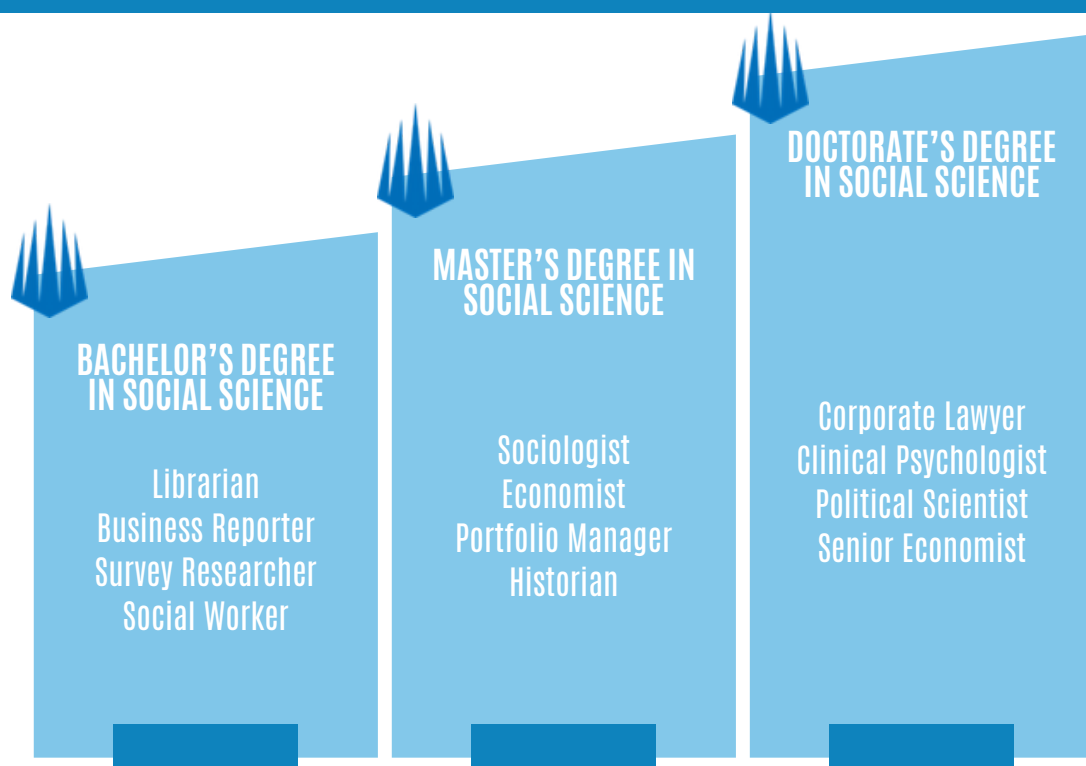 BACHELOR’S DEGREE
IN SOCIAL SCIENCE
Librarian
Business Reporter
Survey Researcher
Social Worker
MASTER’S DEGREE IN
SOCIAL SCIENCE
Sociologist
Economist
Portfolio Manager
Historian
DOCTORATE’S DEGREE
IN SOCIAL SCIENCE
Corporate Lawyer
Clinical Psychologist
Political Scientist
Senior Economist